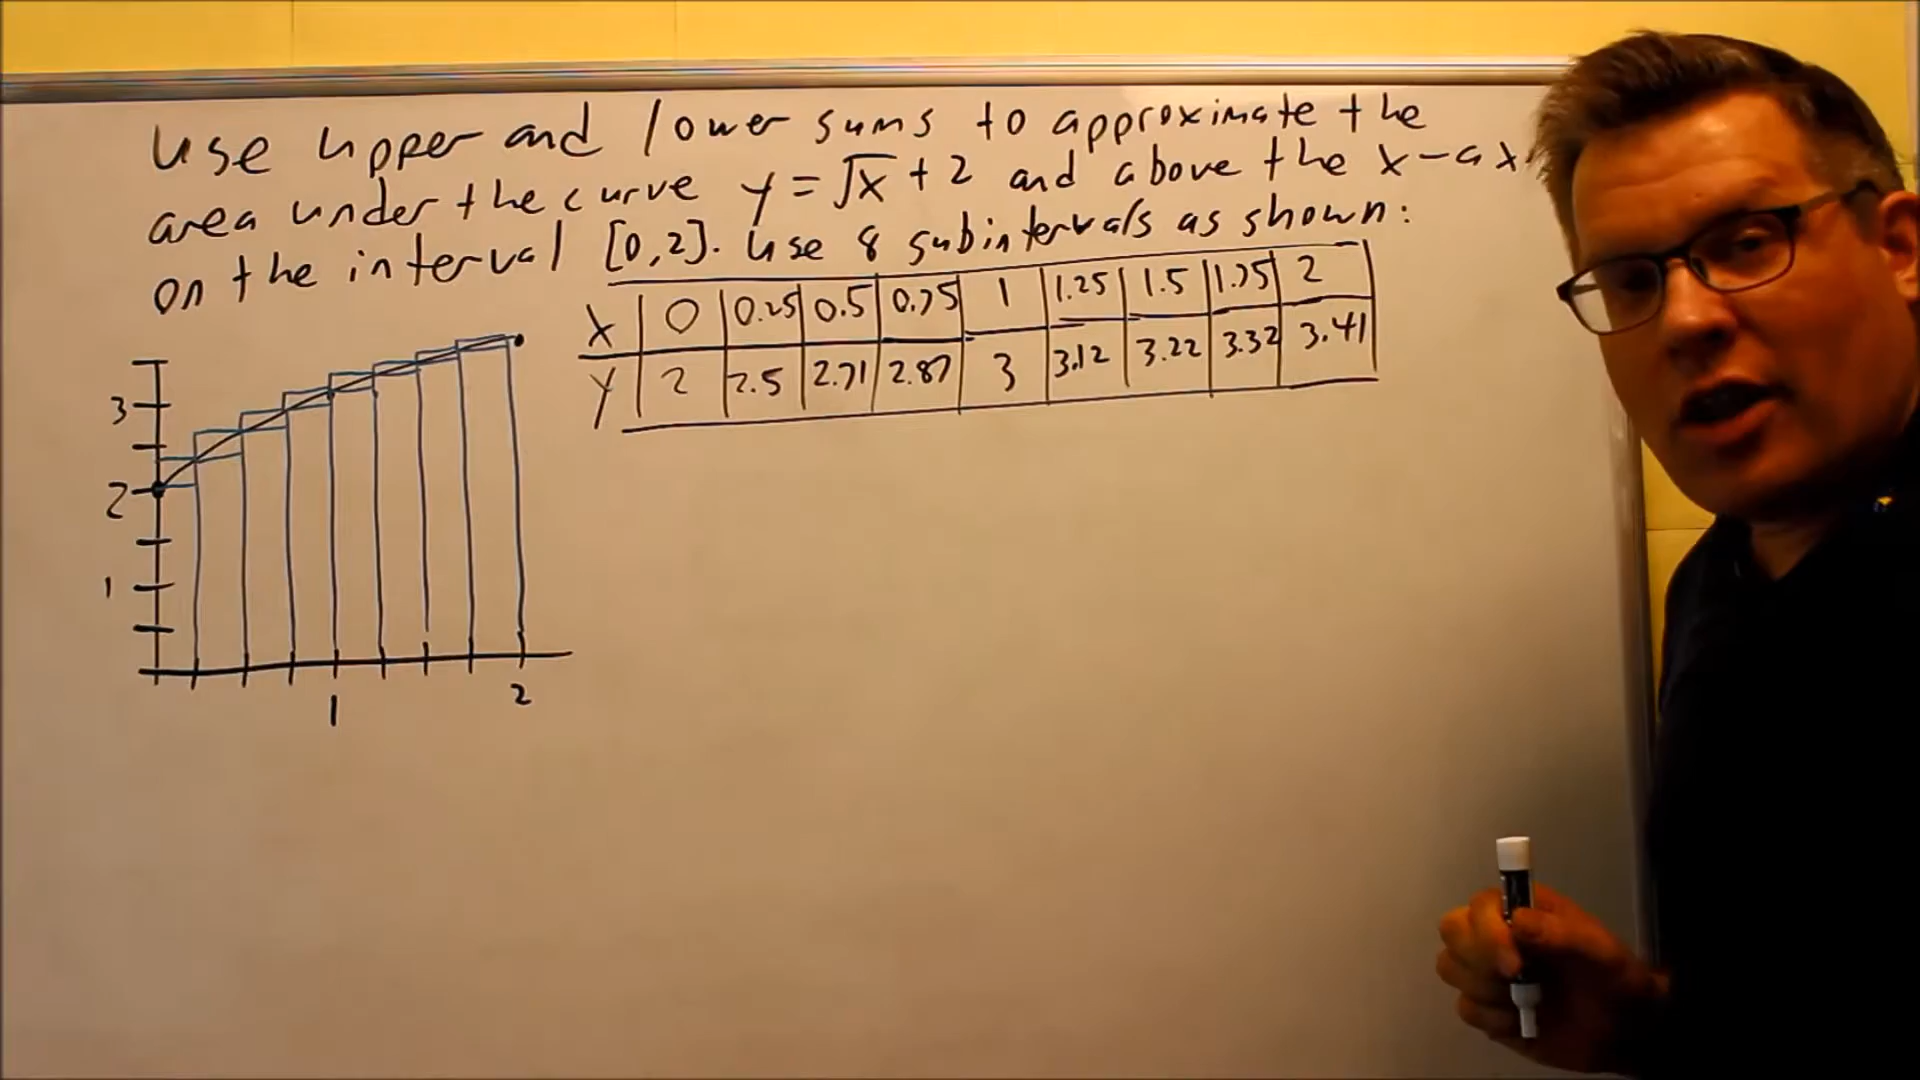 Use upper and lower sums to approximate the
area under the curve y = √x + 2 and above the x-ax
on the interval [0,2]. Use 8 subintervals as shown:
X 0 0.25 0.5 0.75 1 1.25 1.5 1.75 2
Y 2 2.5 2.71 2.87 3 3.12 3.22 3.32 3.41
3
2
1
1 2